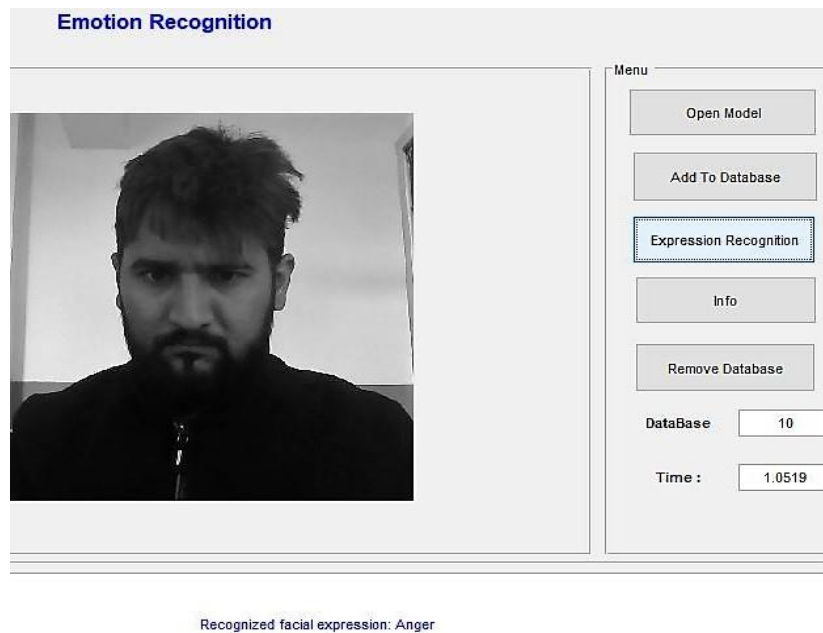 Emotion Recognition
Menu
Open Model
Add To Database
Expression Recognition
Info
Remove Database
DataBase 10
Time : 1.0519
Recognized facial expression: Anger